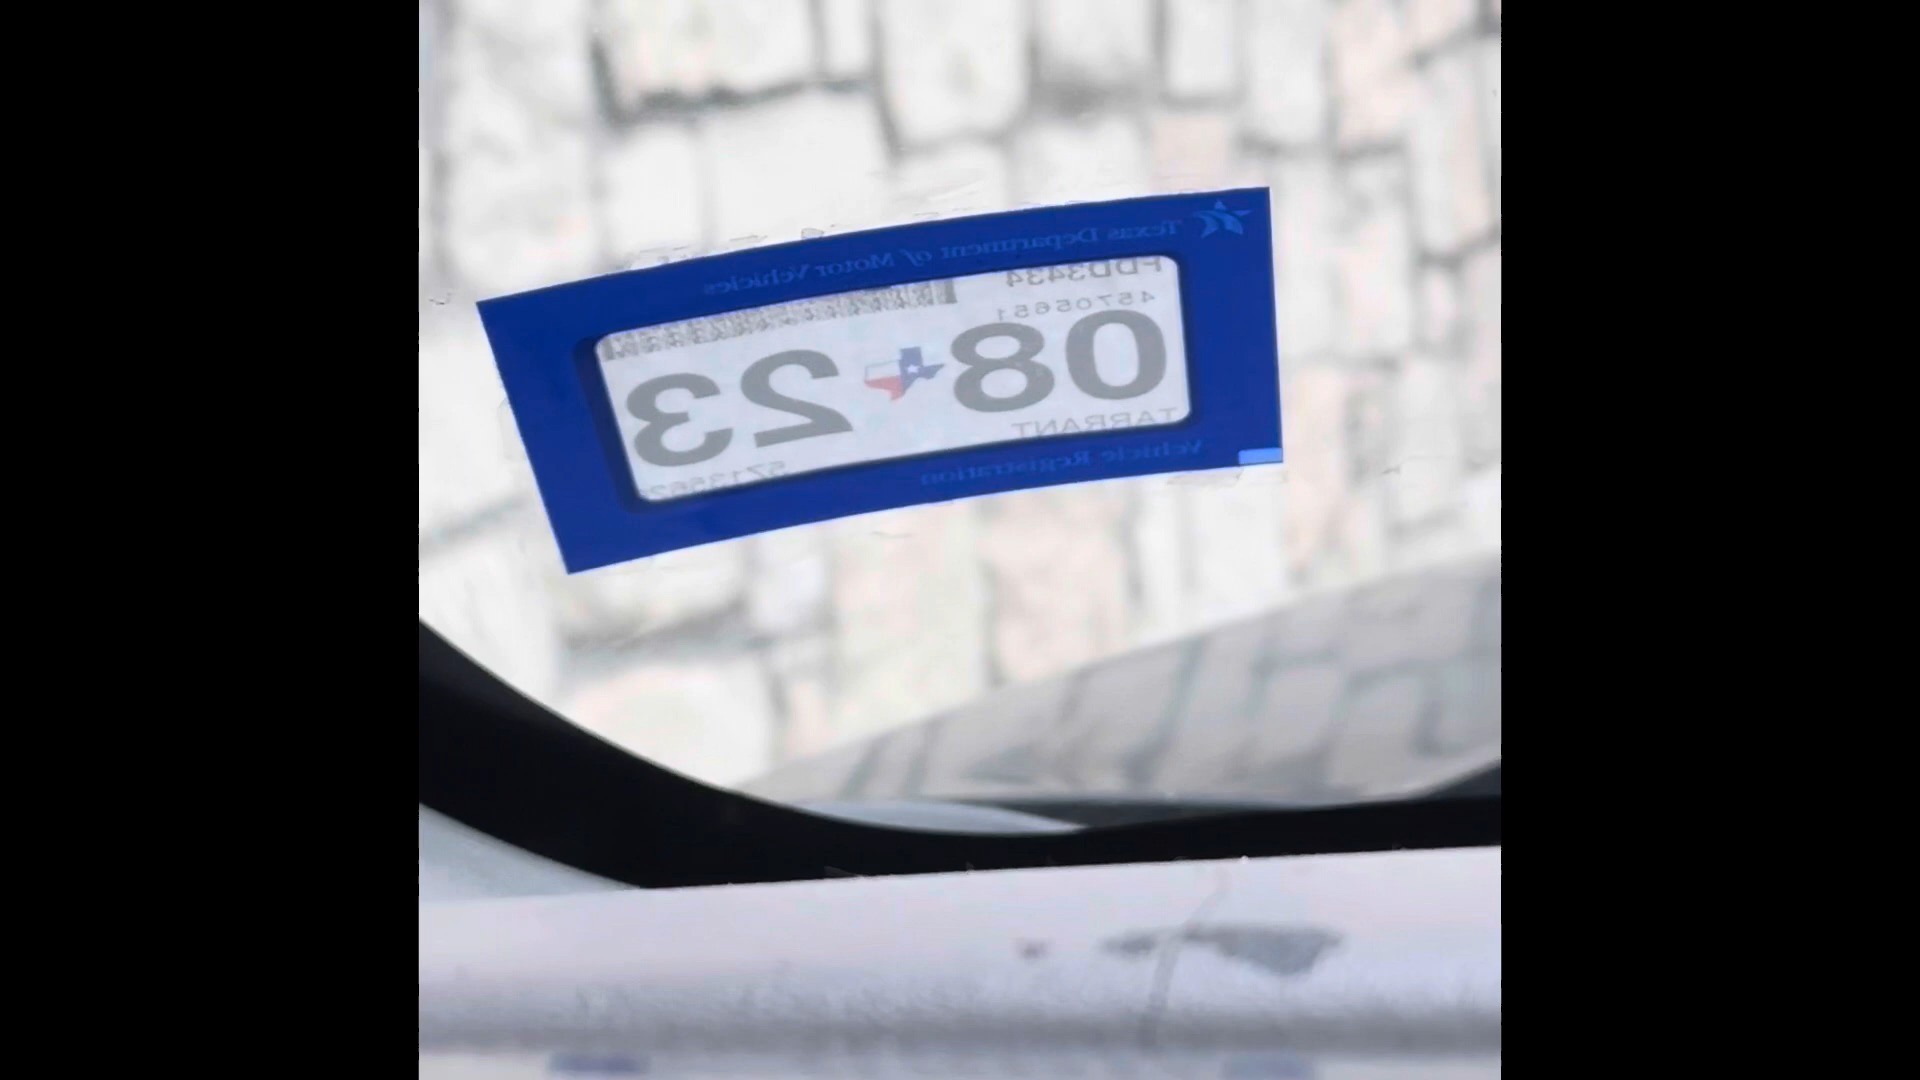 Texas Department of Motor Vehicles
FDD3434
45705651
08 23
TARRANT
Vehicle Registration